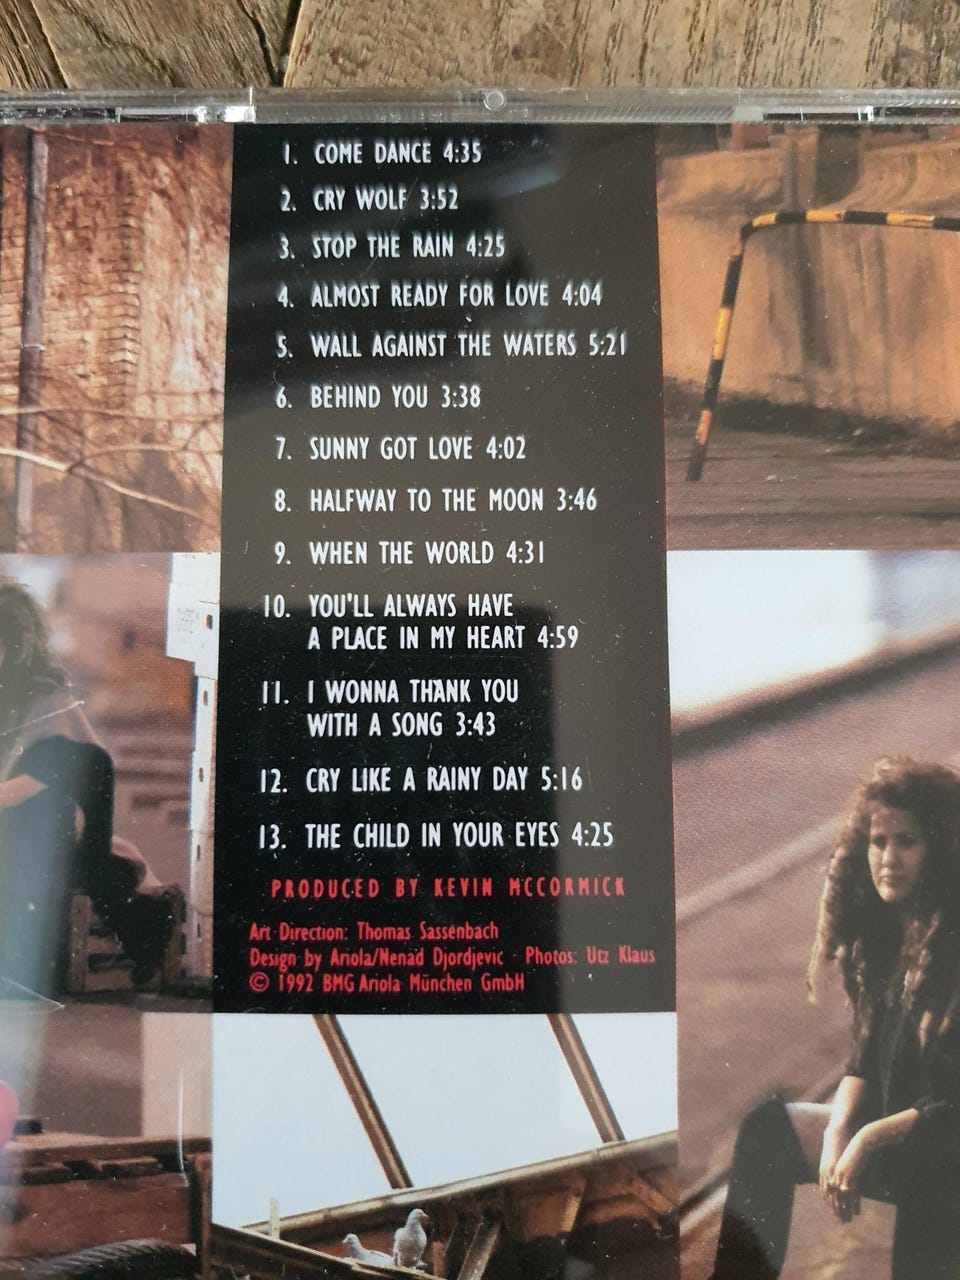 1. COME DANCE 4:35
2. CRY WOLF 3:52
3. STOP THE RAIN 4:25
4. ALMOST READY FOR LOVE 4:04
5. WALL AGAINST THE WATERS 5:21
6. BEHIND YOU 3:38
7. SUNNY GOT LOVE 4:02
8. HALFWAY TO THE MOON 3:46
9. WHEN THE WORLD 4:31
10. YOU'LL ALWAYS HAVE
A PLACE IN MY HEART 4:59
11. I WONNA THANK YOU
WITH A SONG 3:43
12. CRY LIKE A RAINY DAY 5:16
13. THE CHILD IN YOUR EYES 4:25
PRODUCED BY KEVIN MCCORMICK
Art Direction: Thomas Sassenbach
Design by Ariola/Nenad Djordjevic · Photos: Utz Klaus
© 1992 BMG Ariola München GmbH